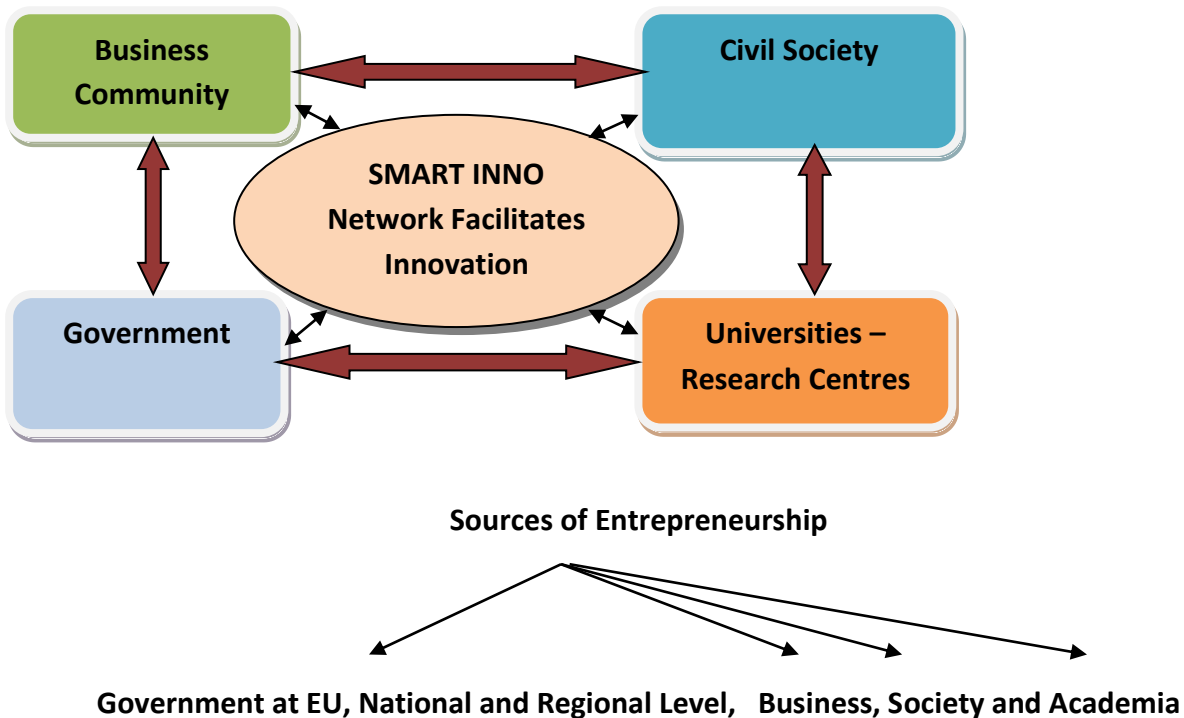 Business
Community
Civil Society
SMART INNO
Network Facilitates
Innovation
Government
Universities –
Research Centres
Sources of Entrepreneurship
Government at EU, National and Regional Level, Business, Society and Academia